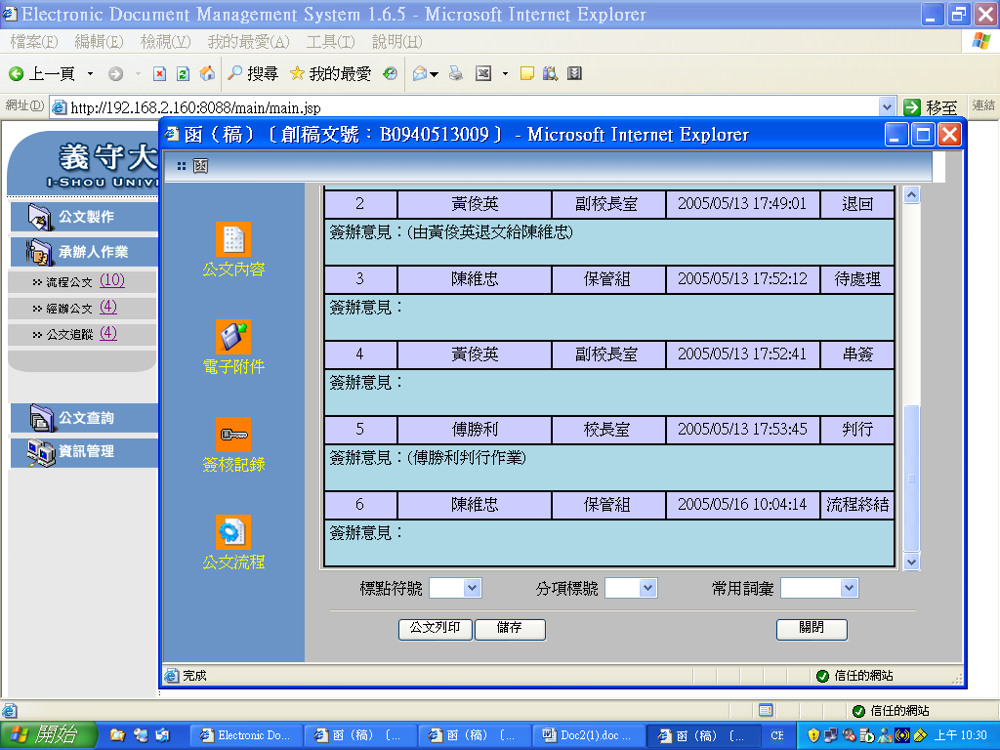 Electronic Document Management System 1.6.5 - Microsoft Internet Explorer
檔案(F) 編輯(E) 檢視(V) 我的最愛(A) 工具(T) 說明(H)
上一頁 搜尋 我的最愛
網址(D) http://192.168.2.160:8088/main/main.jsp 移至 連結
函（稿）〔創稿文號：B0940513009〕 - Microsoft Internet Explorer
函
義守大
I-SHOU UNIV
公文製作
承辦人作業
流程公文 (10)
經辦公文 (4)
公文追蹤 (4)
公文查詢
資訊管理
公文內容
電子附件
簽核記錄
公文流程
2 黃俊英 副校長室 2005/05/13 17:49:01 退回
簽辦意見：(由黃俊英退文給陳維忠)
3 陳維忠 保管組 2005/05/13 17:52:12 待處理
簽辦意見：
4 黃俊英 副校長室 2005/05/13 17:52:41 串簽
簽辦意見：
5 傅勝利 校長室 2005/05/13 17:53:45 判行
簽辦意見：(傅勝利判行作業)
6 陳維忠 保管組 2005/05/16 10:04:14 流程終結
簽辦意見：
標點符號 分項標號 常用詞彙
公文列印 儲存 關閉
完成 信任的網站
信任的網站
開始 Electronic Do... 函（稿）〔... 函（稿）〔... Doc2(1).doc ... 函（稿）〔... CH 上午 10:30